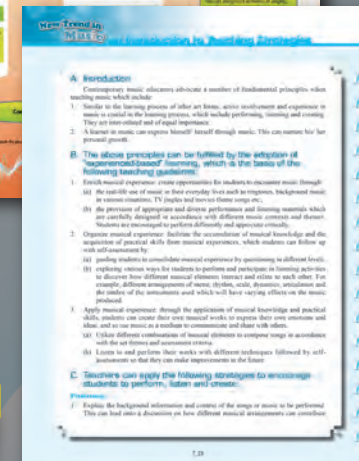 New Trend in
Music
Introduction to Teaching Strategies
A. Introduction
Contemporary music educators advocate a number of fundamental principles when
teaching music which include:
1. Similar to the learning process of other art forms, active involvement and experience in
music is crucial in the learning process, which include performing, listening and creating.
They are inter-related and of equal importance.
2. A learner in music can express himself/ herself through music. This can nurture his/ her
personal growth.
B. The above principles can be fulfilled by the adoption of
"experienced-based" learning, which is the basis of the
following teaching guidelines:
1. Enrich musical experience: create opportunities for students to encounter music through:
(a) the real-life use of music in their everyday lives such as ringtones, background music
in various situations, TV jingles and movies theme songs etc;
(b) the provision of appropriate and diverse performance and listening materials which
are carefully designed in accordance with different music contexts and themes.
Students are encouraged to perform differently and appreciate critically.
2. Organize musical experience: facilitate the accumulation of musical knowledge and the
acquisition of practical skills from musical experiences, which students can follow up
with self-assessment by:
(a) guiding students to consolidate musical experience by questioning in different levels.
(b) exploring various ways for students to perform and participate in listening activities
to discover how different musical elements interact and relate to each other. For
example, different arrangements of metre, rhythm, scale, dynamics, articulation and
the timbre of the instruments used which will have varying effects on the music
produced.
3. Apply musical experience: through the application of musical knowledge and practical
skills, students can create their own musical works to express their own emotions and
ideas, and to use music as a medium to communicate and share with others.
(a) Utilize different combinations of musical elements to compose songs in accordance
with the set themes and assessment criteria.
(b) Listen to and perform their works with different techniques followed by self-
assessments so that they can make improvements in the future.
C. Teachers can apply the following strategies to encourage
students to perform, listen and create:
1. Explain the background information and context of the songs or music to be performed.
This can lead onto a discussion on how different musical arrangements can contribute